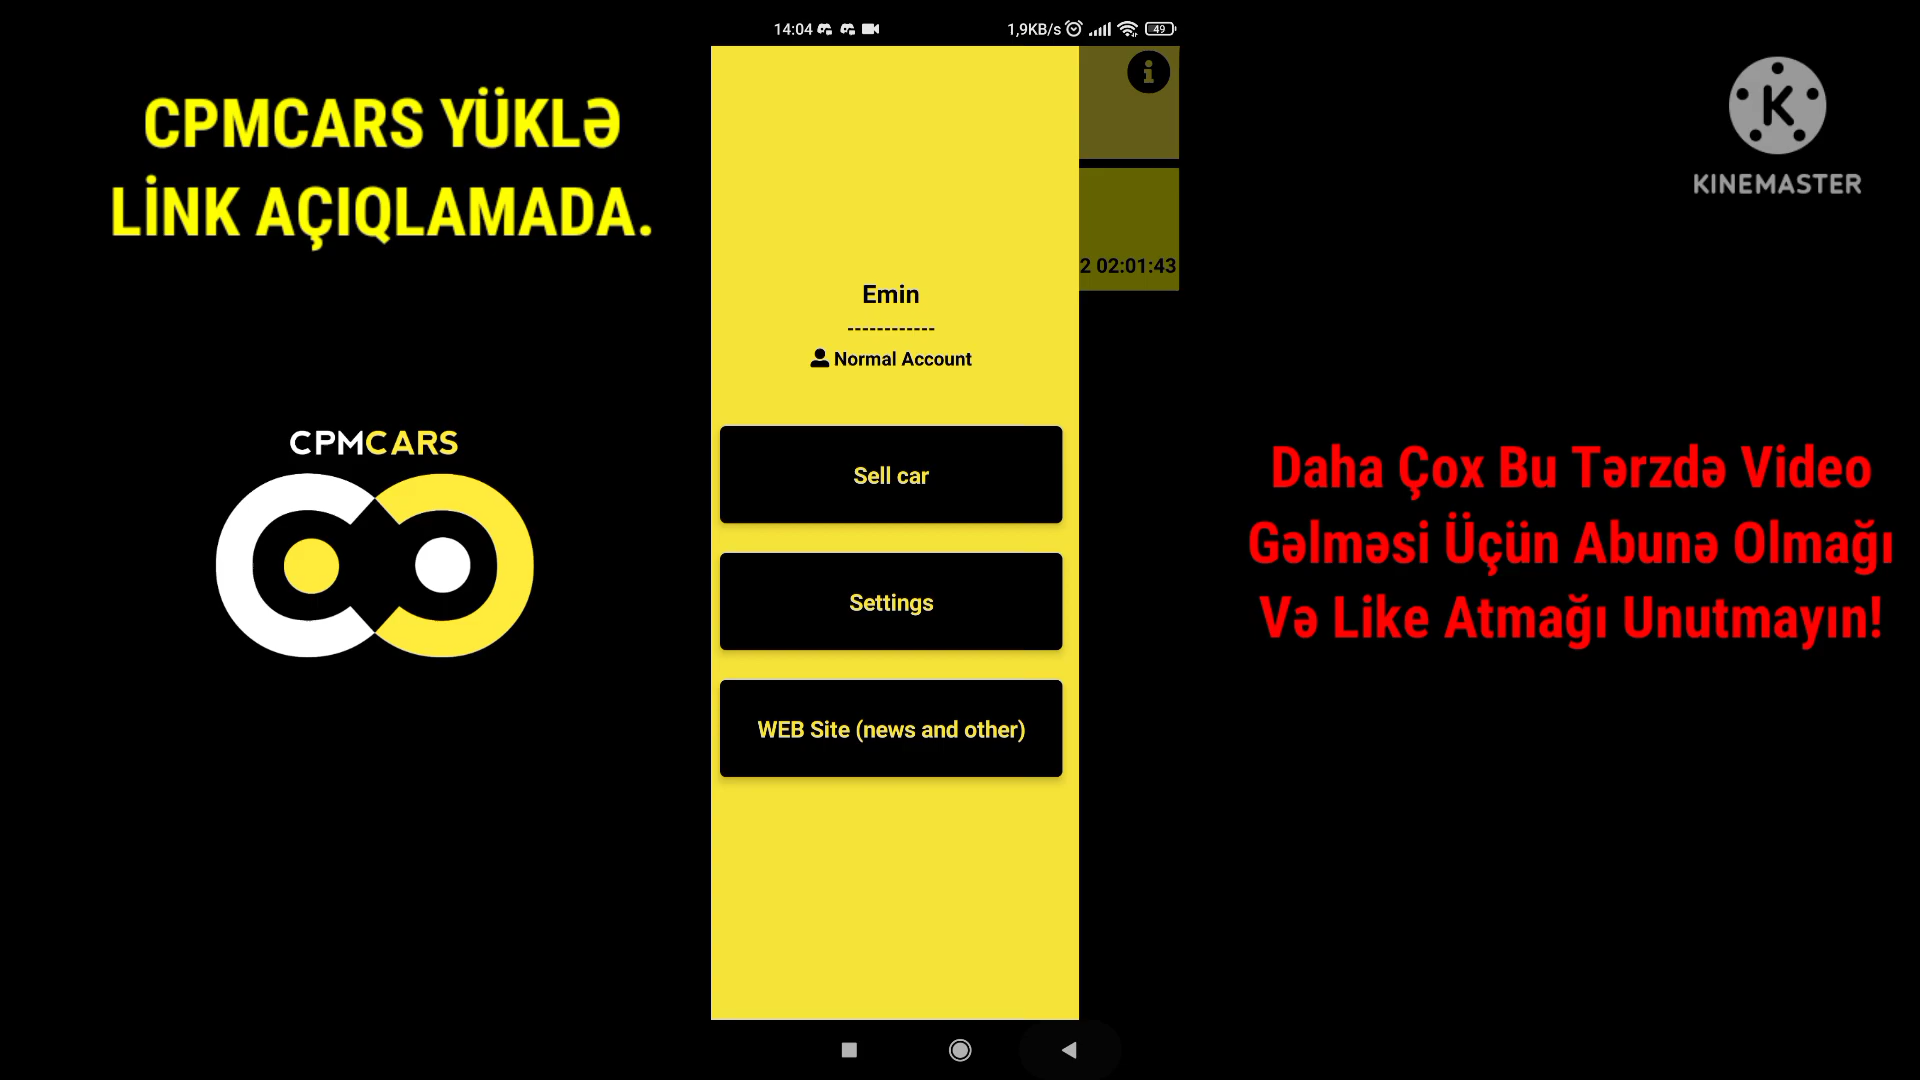 14:04
1,9KB/s
49
CPMCARS YÜKLƏ
LİNK AÇIQLAMADA.
KINEMASTER
2 02:01:43
Emin
------------
Normal Account
CPMCARS
Sell car
Settings
WEB Site (news and other)
Daha Çox Bu Tərzdə Video
Gəlməsi Üçün Abunə Olmağı
Və Like Atmağı Unutmayın!